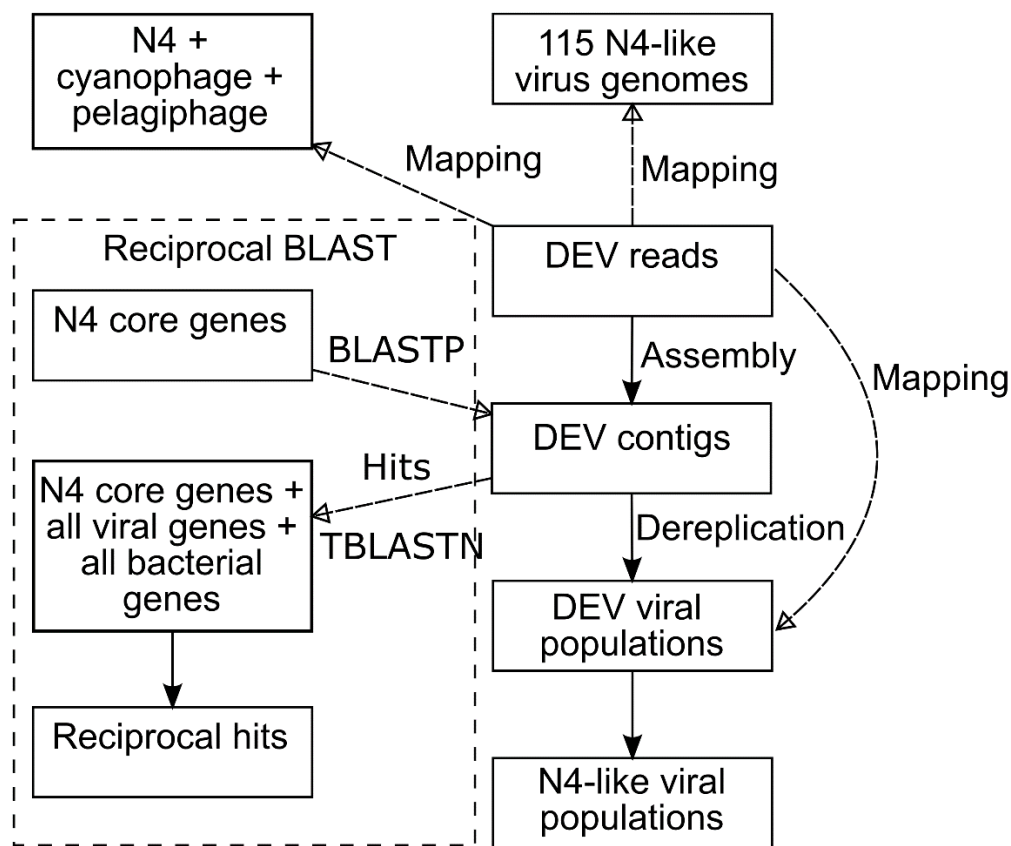 N4 +
cyanophage +
pelagiphage
115 N4-like
virus genomes
Mapping
Mapping
Reciprocal BLAST
DEV reads
N4 core genes
BLASTP
Assembly
Mapping
DEV contigs
Hits
N4 core genes +
all viral genes +
all bacterial
genes
TBLASTN
Dereplication
DEV viral
populations
Reciprocal hits
N4-like viral
populations